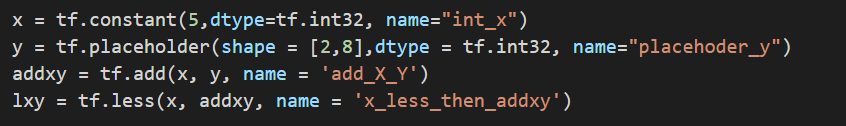 x = tf.constant(5,dtype=tf.int32, name="int_x")
y = tf.placeholder(shape = [2,8],dtype = tf.int32, name="placehoder_y")
addxy = tf.add(x, y, name = 'add_X_Y')
lxy = tf.less(x, addxy, name = 'x_less_then_addxy')